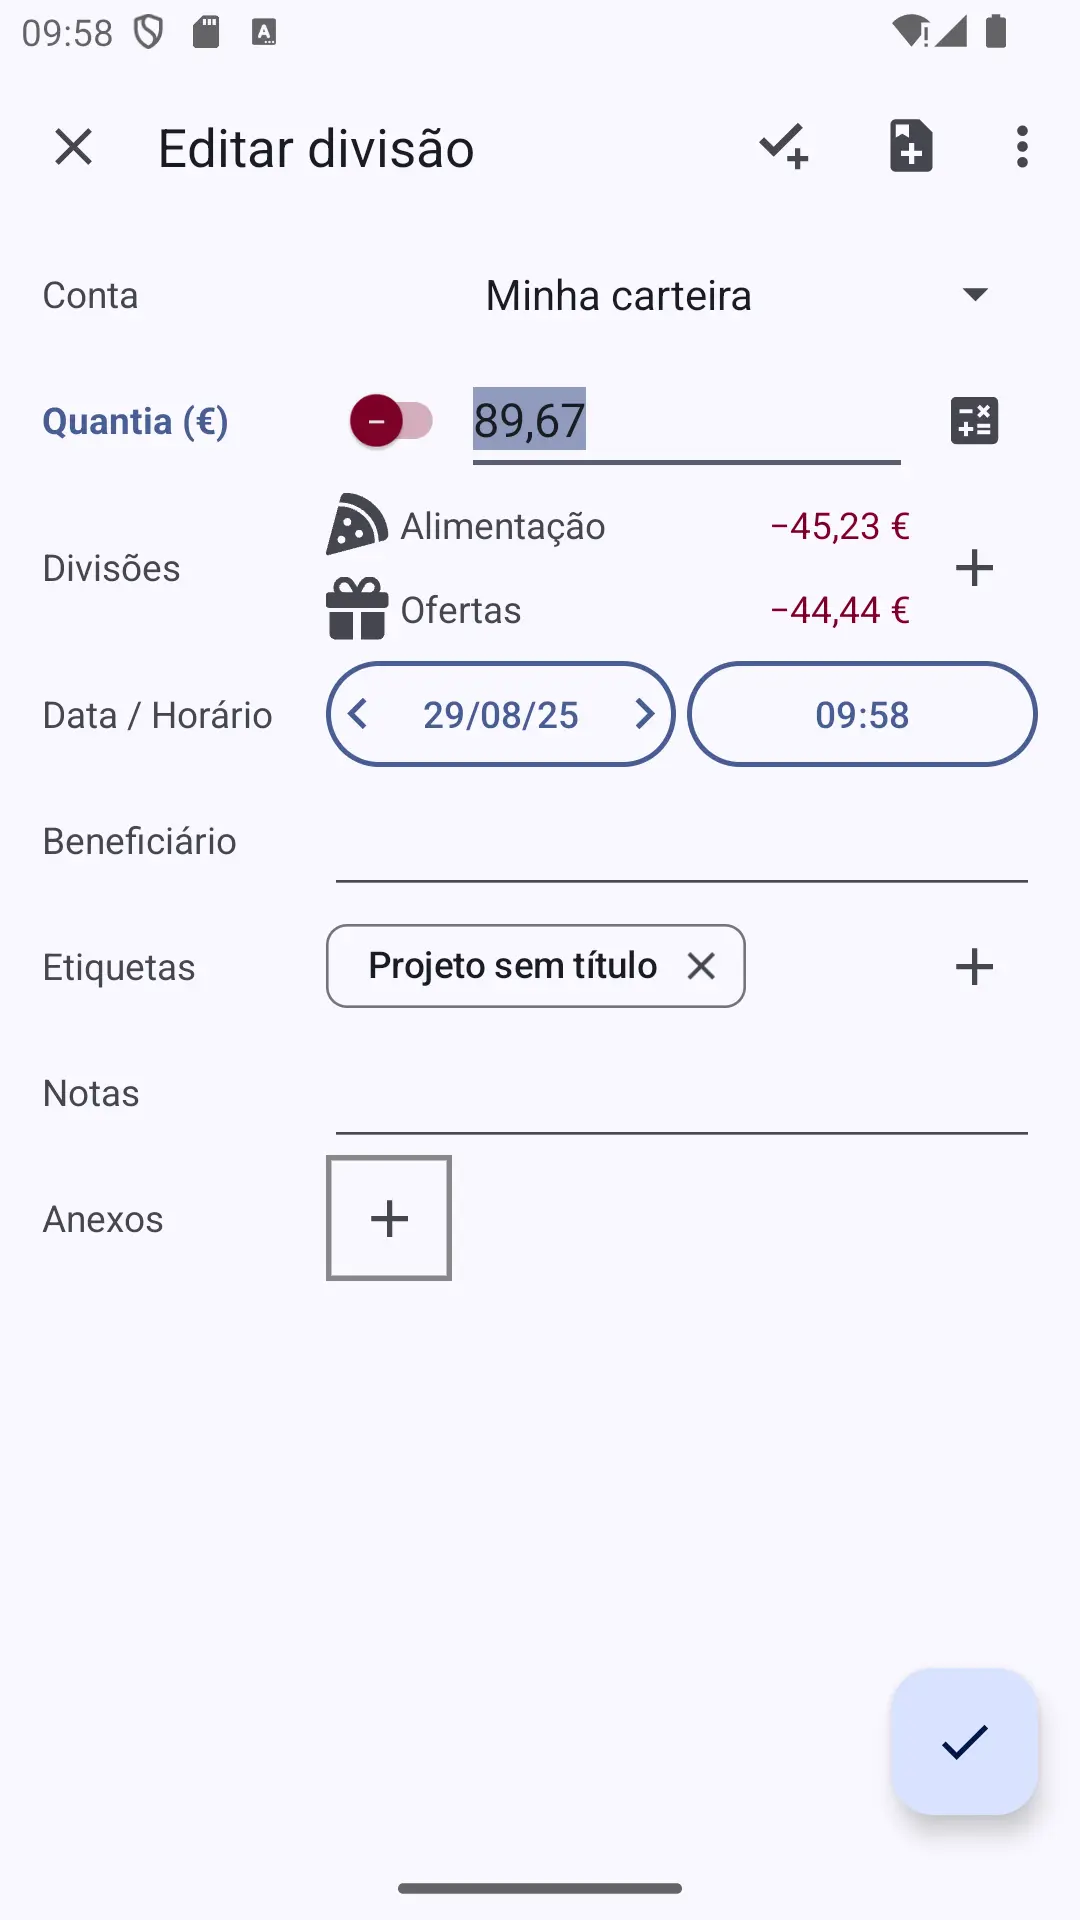 09:58
Editar divisão
Conta
Minha carteira
Quantia (€)
89,67
Divisões
Alimentação
−45,23 €
Ofertas
−44,44 €
Data / Horário
29/08/25
09:58
Beneficiário
Etiquetas
Projeto sem título
Notas
Anexos